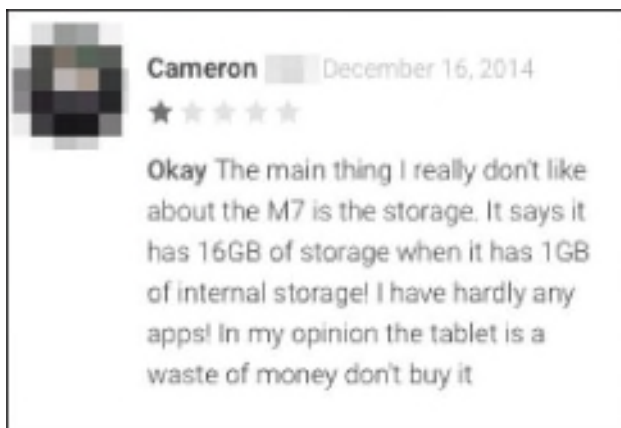 Cameron December 16, 2014
Okay The main thing I really don't like
about the M7 is the storage. It says it
has 16GB of storage when it has 1GB
of internal storage! I have hardly any
apps! In my opinion the tablet is a
waste of money don't buy it